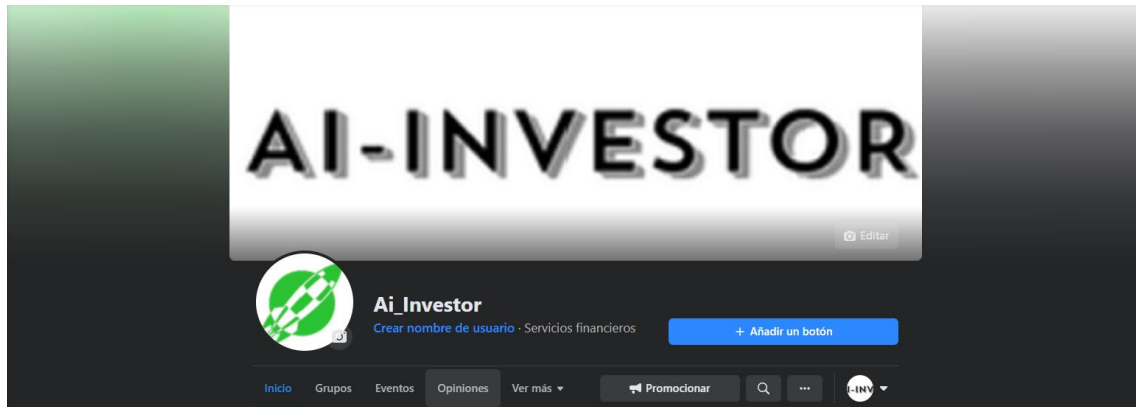 AI-INVESTOR
Editar
Ai_Investor
Crear nombre de usuario · Servicios financieros
+ Añadir un botón
Inicio Grupos Eventos Opiniones Ver más Promocionar ... I-INV